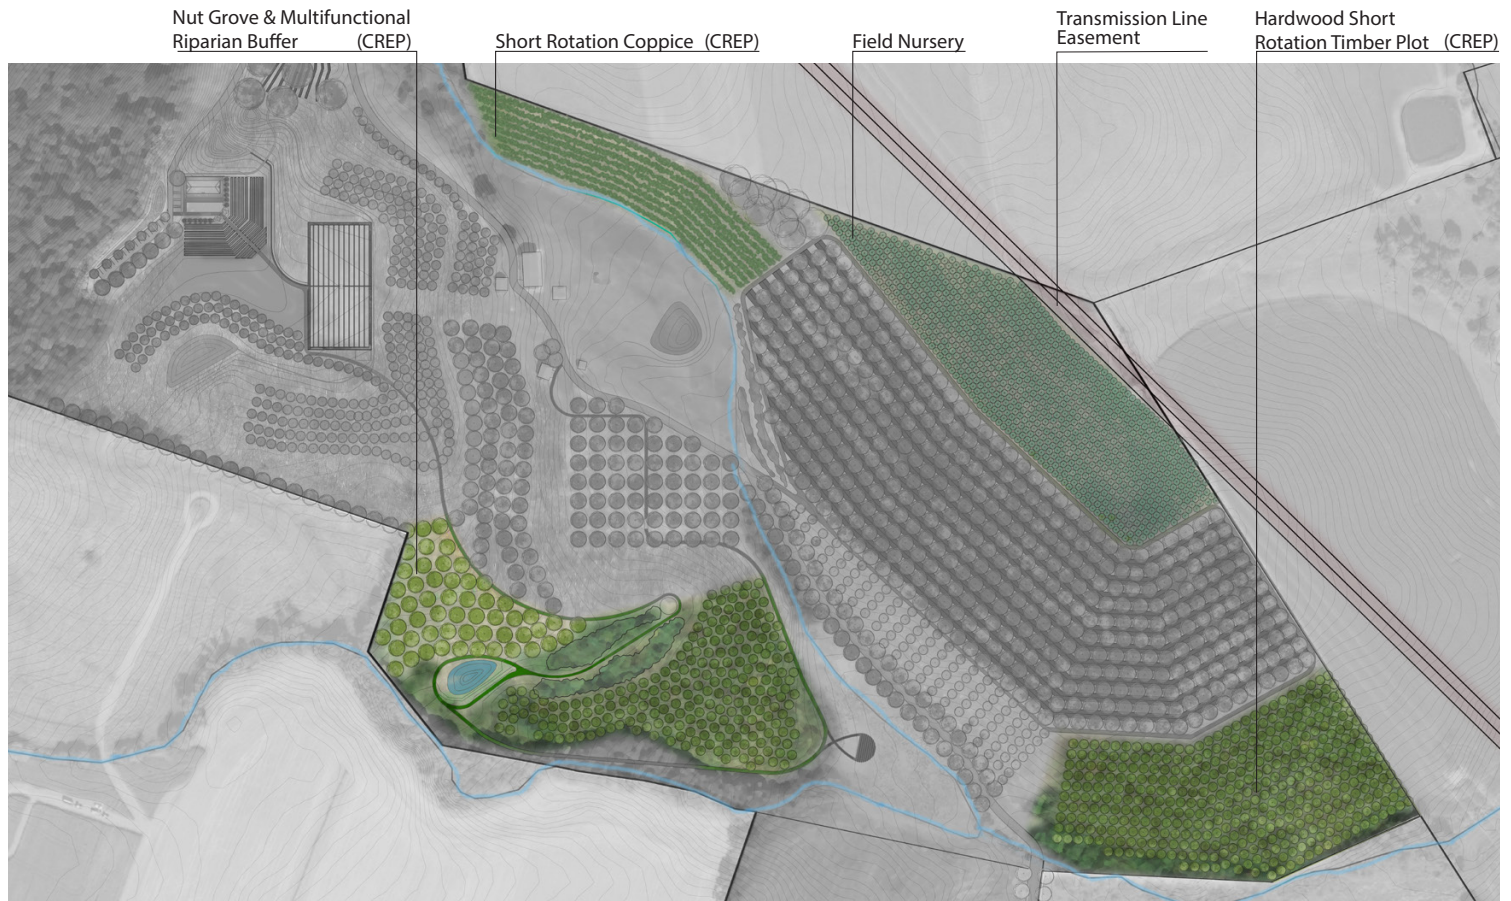 Nut Grove & Multifunctional
Riparian Buffer (CREP)
Short Rotation Coppice (CREP)
Field Nursery
Transmission Line
Easement
Hardwood Short
Rotation Timber Plot (CREP)